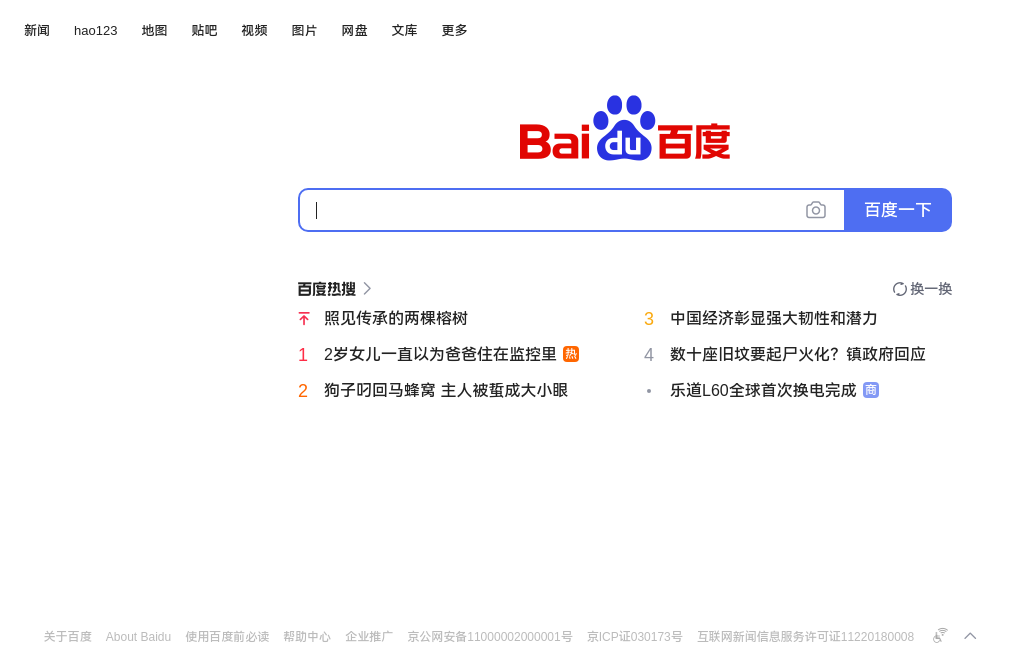 新闻 hao123 地图 贴吧 视频 图片 网盘 文库 更多
Baidu百度
百度一下
百度热搜 换一换
照见传承的两棵榕树
3 中国经济彰显强大韧性和潜力
1 2岁女儿一直以为爸爸住在监控里 热
4 数十座旧坟要起尸火化？镇政府回应
2 狗子叼回马蜂窝 主人被蜇成大小眼
乐道L60全球首次换电完成 商
关于百度 About Baidu 使用百度前必读 帮助中心 企业推广 京公网安备11000002000001号 京ICP证030173号 互联网新闻信息服务许可证11220180008